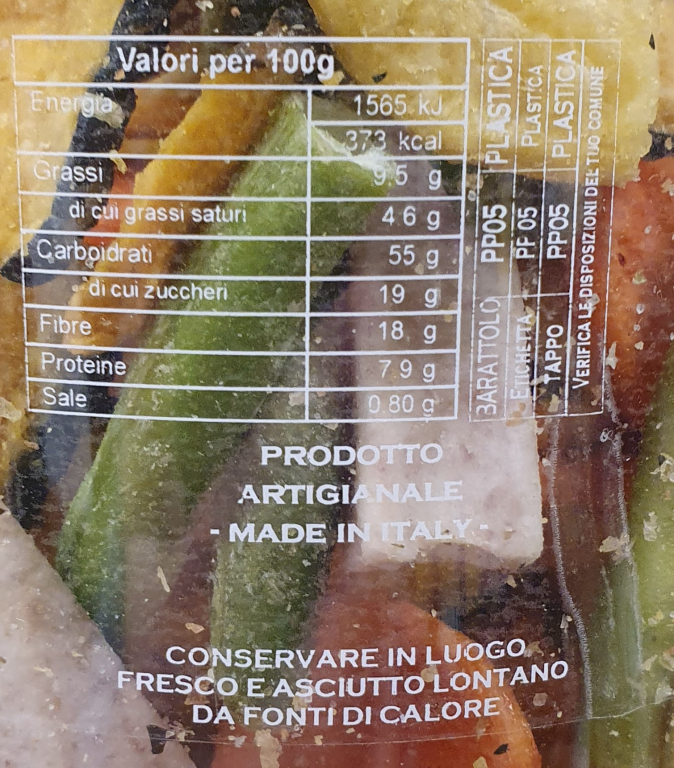 Valori per 100g
Energia 1565 kJ
373 kcal
Grassi 9.5 g
di cui grassi saturi 4.6 g
Carboidrati 55 g
di cui zuccheri 19 g
Fibre 18 g
Proteine 7.9 g
Sale 0.80 g
BARATTOLO PP05 PLASTICA
ETICHETTA PF 05 PLASTICA
TAPPO PP05 PLASTICA
VERIFICA LE DISPOSIZIONI DEL TUO COMUNE
PRODOTTO
ARTIGIANALE
- MADE IN ITALY -
CONSERVARE IN LUOGO
FRESCO E ASCIUTTO LONTANO
DA FONTI DI CALORE